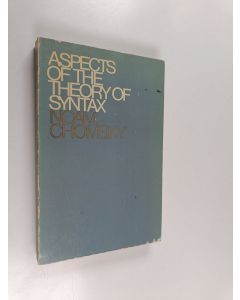 ASPECTS
OF THE
THEORY OF
SYNTAX
NOAM
CHOMSKY